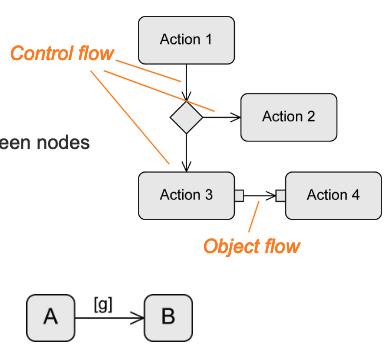 Action 1
Control flow
Action 2
een nodes
Action 3
Action 4
Object flow
[g]
A
B